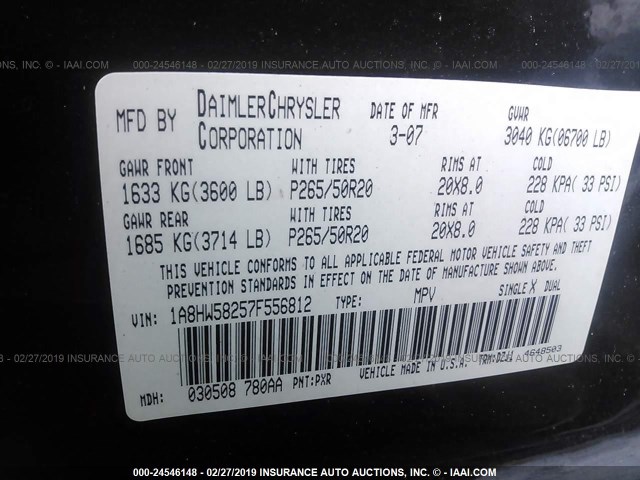 000-24546148 - 02/27/2019 INSURANCE AUTO AUCTIONS, INC. - © - IAAI.COM
MFD BY DAIMLERCHRYSLER CORPORATION DATE OF MFR 3-07 GVWR 3040 KG(06700 LB)
GAWR FRONT WITH TIRES RIMS AT COLD
1633 KG(3600 LB) P265/50R20 20X8.0 228 KPA( 33 PSI)
GAWR REAR WITH TIRES RIMS AT COLD
1685 KG(3714 LB) P265/50R20 20X8.0 228 KPA( 33 PSI)
THIS VEHICLE CONFORMS TO ALL APPLICABLE FEDERAL MOTOR VEHICLE SAFETY AND THEFT
PREVENTION STANDARDS IN EFFECT ON THE DATE OF MANUFACTURE SHOWN ABOVE.
VIN: 1A8HW58257F556812 TYPE: MPV SINGLE X DUAL
MDH: 030508 780AA PNT:PXR VEHICLE MADE IN U.S.A. 4648503
000-24546148 - 02/27/2019 INSURANCE AUTO AUCTIONS, INC. - © - IAAI.COM